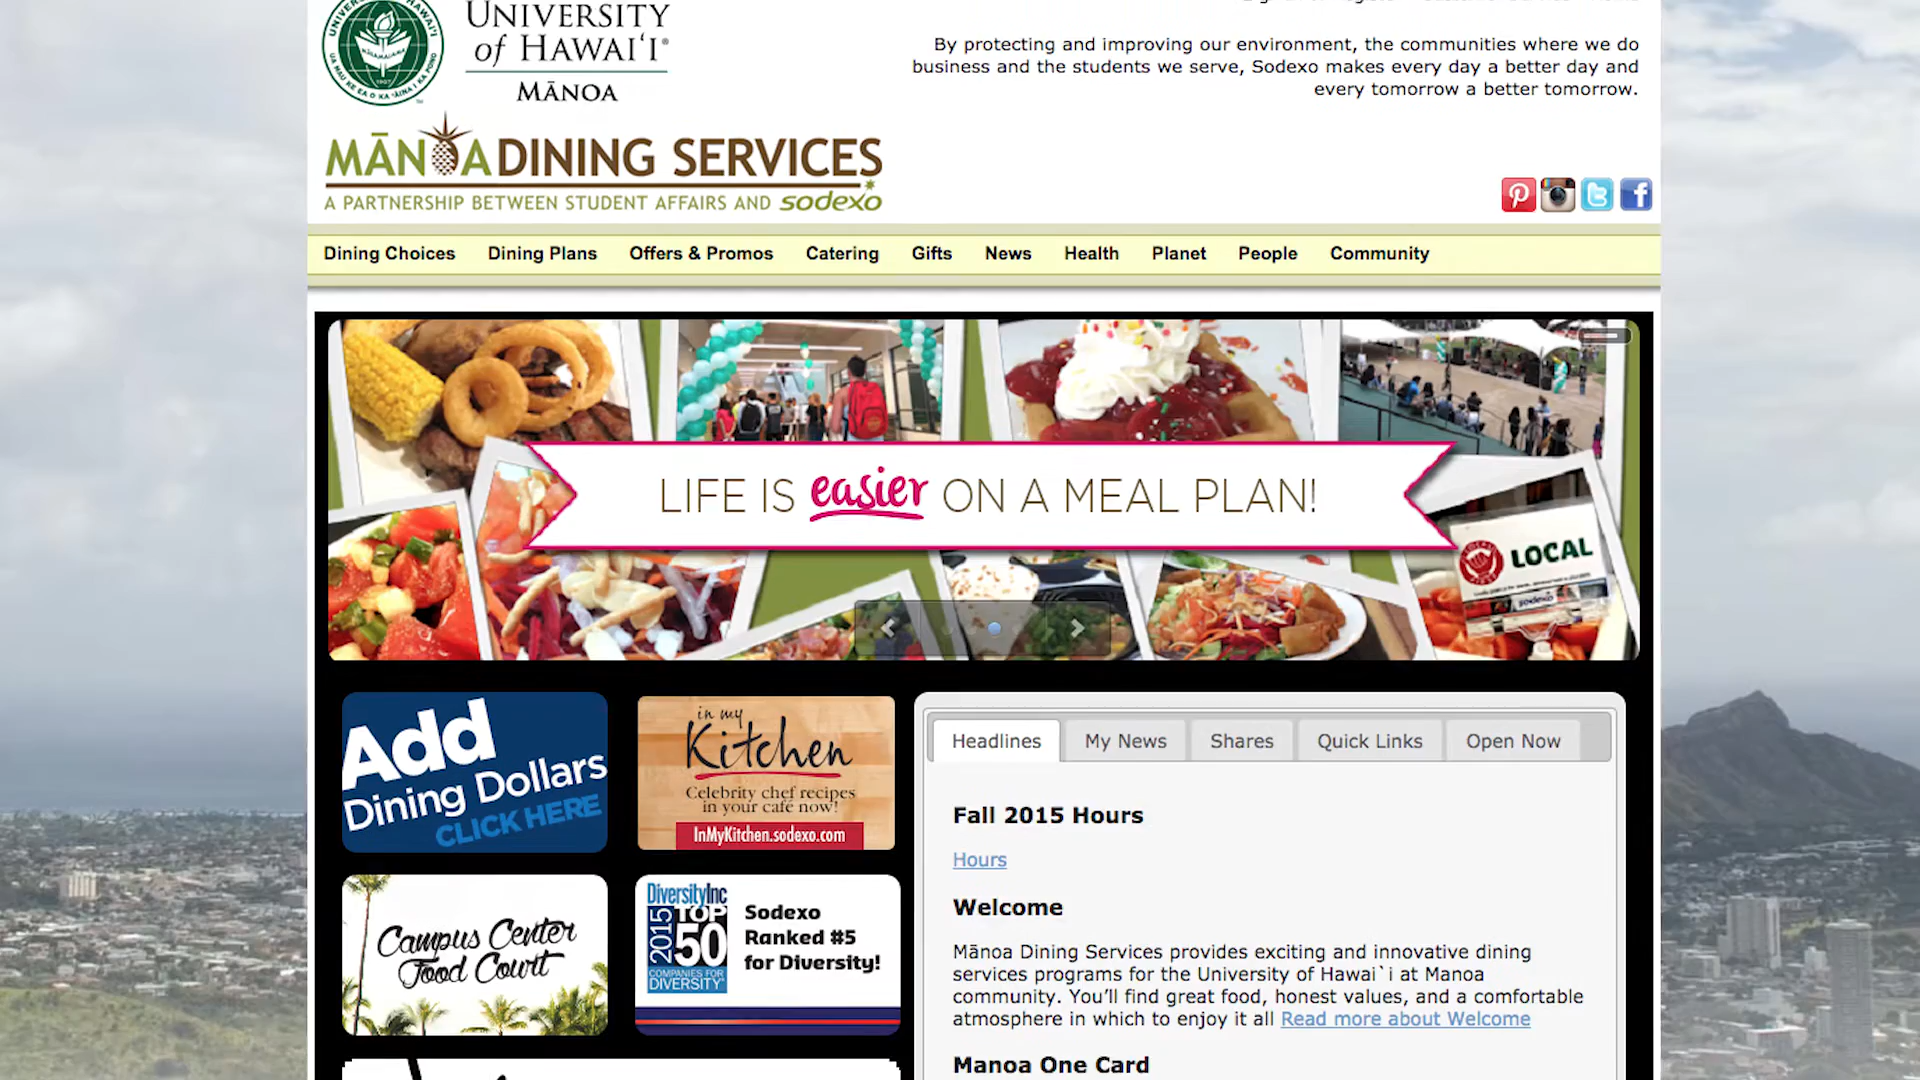 UNIVERSITY
of HAWAIʻI®
MĀNOA
By protecting and improving our environment, the communities where we do
business and the students we serve, Sodexo makes every day a better day and
every tomorrow a better tomorrow.
MĀNOA DINING SERVICES
A PARTNERSHIP BETWEEN STUDENT AFFAIRS AND sodexo
Dining Choices Dining Plans Offers & Promos Catering Gifts News Health Planet People Community
LIFE IS easier ON A MEAL PLAN!
LOCAL
sodexo
Add
Dining Dollars
CLICK HERE
in my
Kitchen
Celebrity chef recipes
in your café now!
InMyKitchen.sodexo.com
Campus Center
Food Court
DiversityInc
2015 TOP
50
COMPANIES FOR
DIVERSITY
Sodexo
Ranked #5
for Diversity!
Headlines My News Shares Quick Links Open Now
Fall 2015 Hours
Hours
Welcome
Mānoa Dining Services provides exciting and innovative dining
services programs for the University of Hawai`i at Manoa
community. You’ll find great food, honest values, and a comfortable
atmosphere in which to enjoy it all Read more about Welcome
Manoa One Card